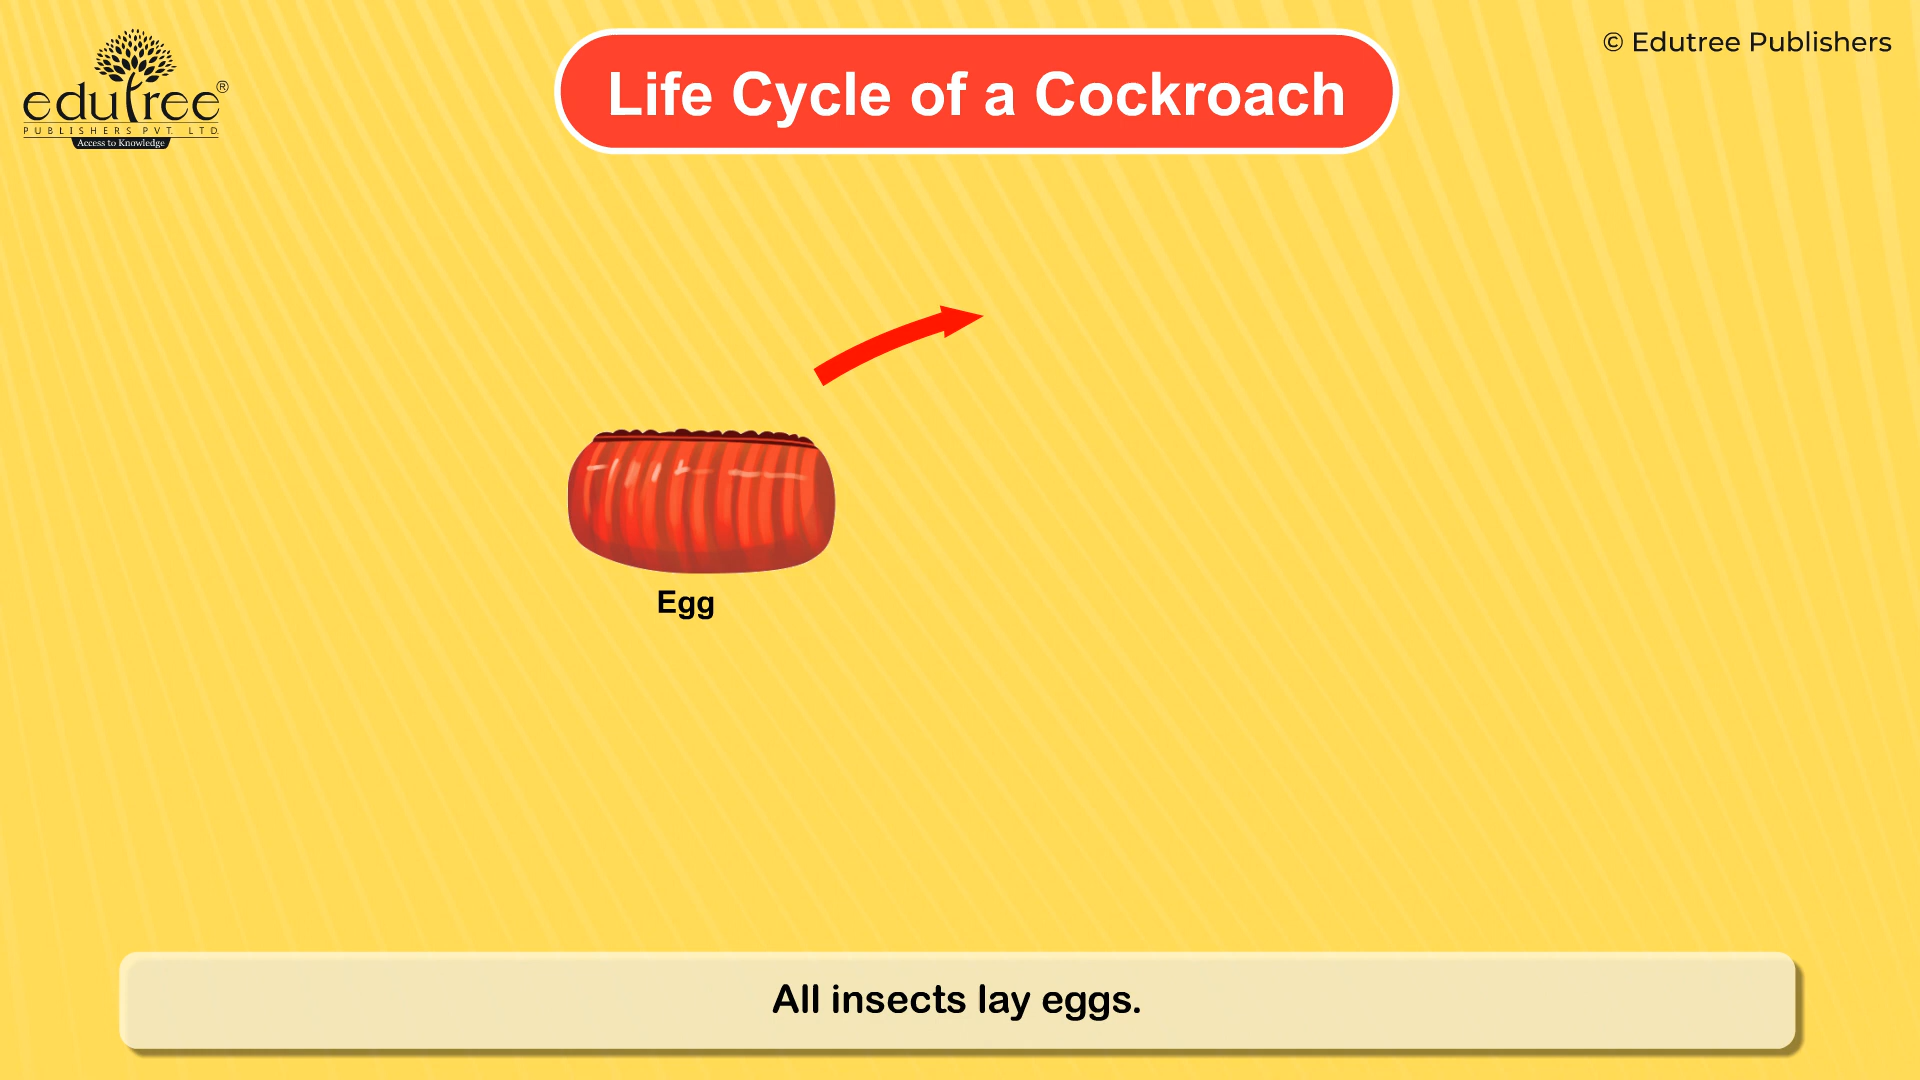 edutree®
PUBLISHERS PVT. LTD.
Access to Knowledge
Life Cycle of a Cockroach
© Edutree Publishers
Egg
All insects lay eggs.